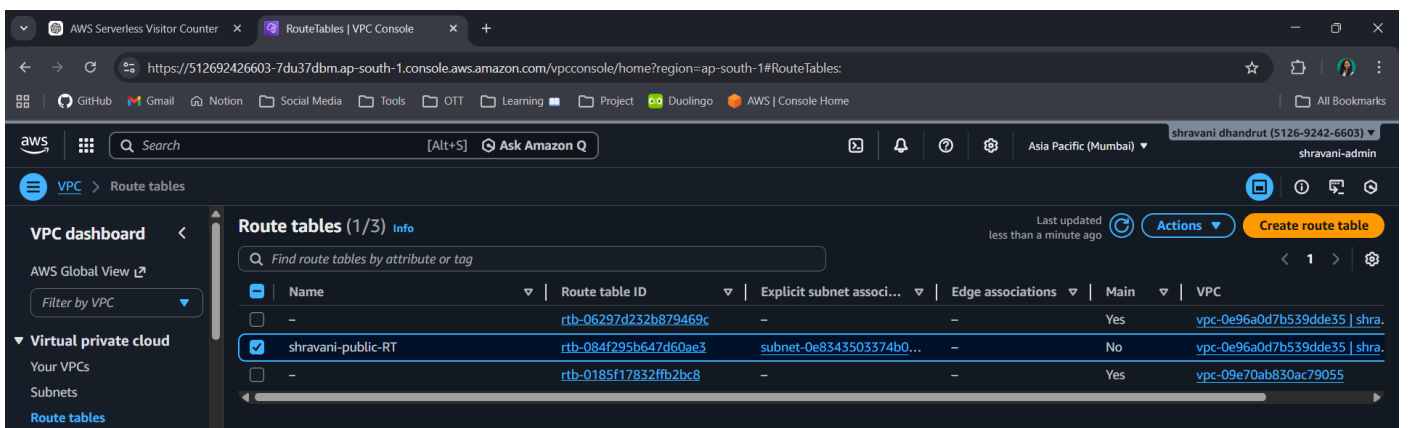 AWS Serverless Visitor Counter
RouteTables | VPC Console
https://512692426603-7du37dbm.ap-south-1.console.aws.amazon.com/vpcconsole/home?region=ap-south-1#RouteTables:
GitHub Gmail Notion Social Media Tools OTT Learning Project Duolingo AWS | Console Home All Bookmarks
aws Search [Alt+S] Ask Amazon Q Asia Pacific (Mumbai) shravani dhandrut (5126-9242-6603)
shravani-admin
VPC > Route tables
VPC dashboard
AWS Global View
Filter by VPC
Virtual private cloud
Your VPCs
Subnets
Route tables
Route tables (1/3) Info
Last updated
less than a minute ago
Actions
Create route table
Find route tables by attribute or tag
1
Name Route table ID Explicit subnet associ... Edge associations Main VPC
– rtb-06297d232b879469c – – Yes vpc-0e96a0d7b539dde35 | shra.
shravani-public-RT rtb-084f295b647d60ae3 subnet-0e8343503374b0... – No vpc-0e96a0d7b539dde35 | shra.
– rtb-0185f17832ffb2bc8 – – Yes vpc-09e70ab830ac79055